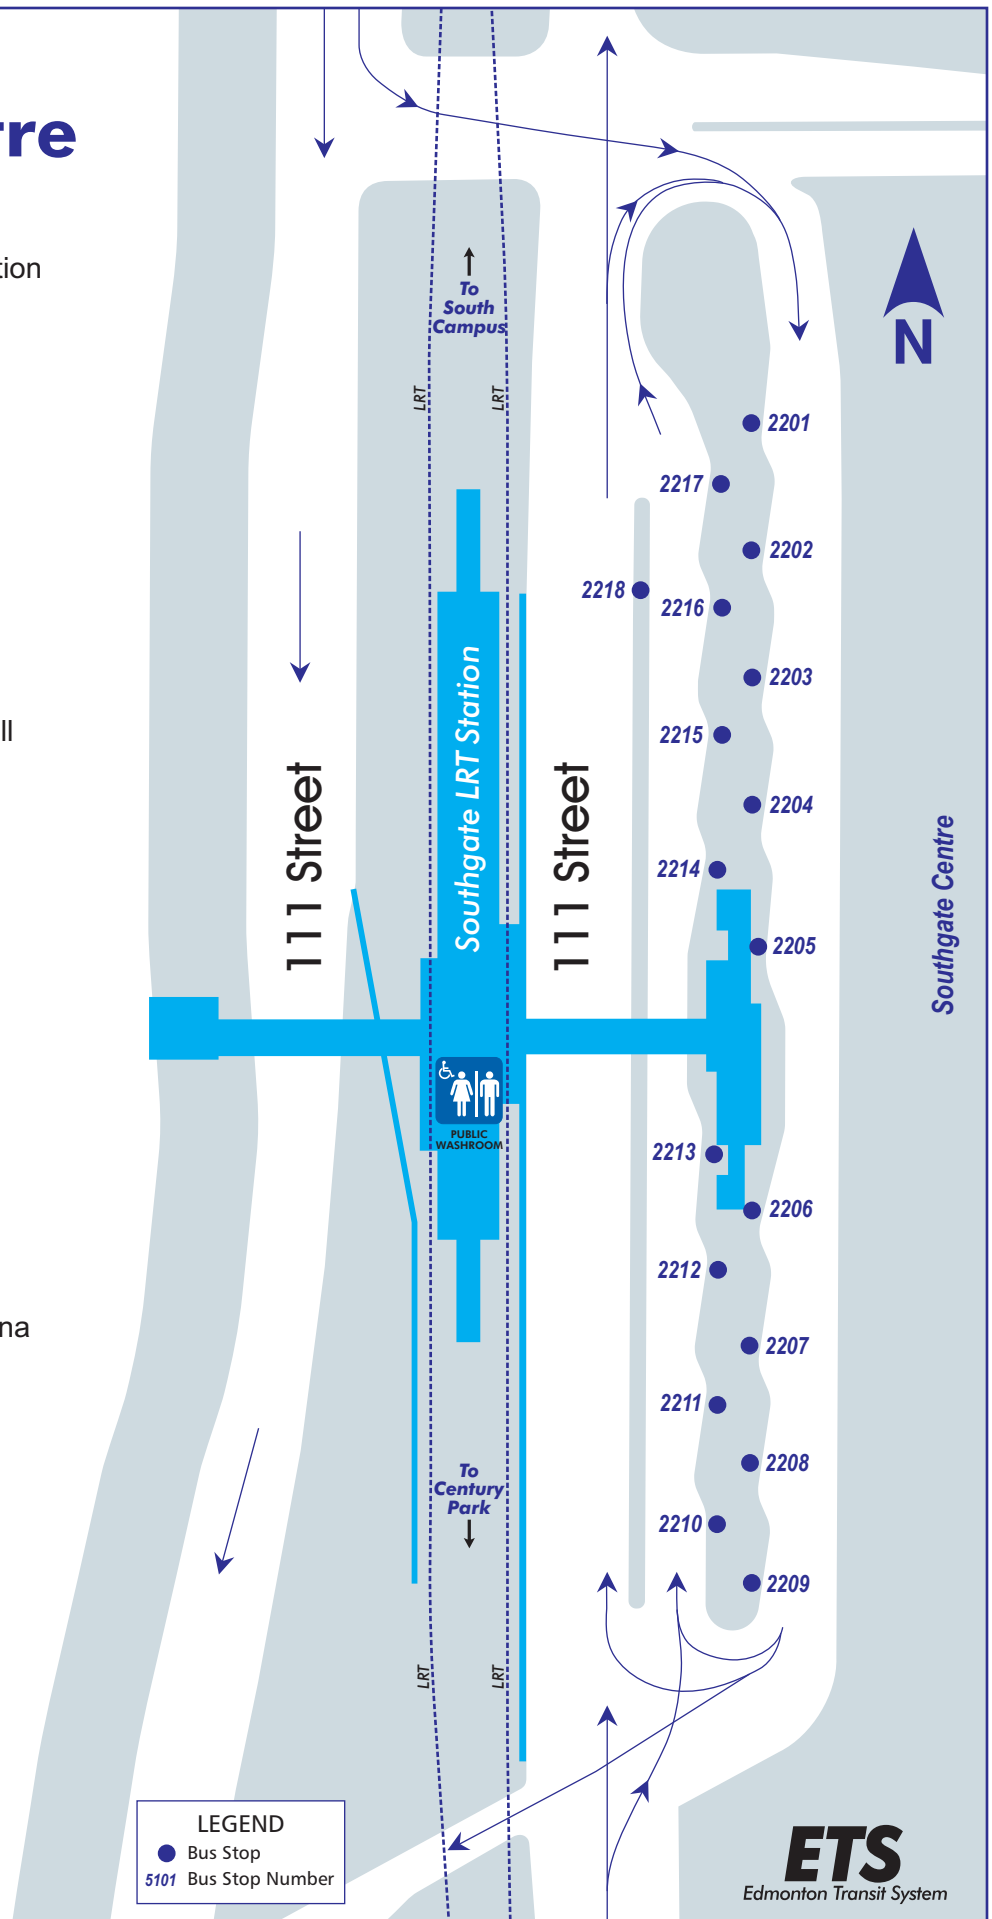 rre
tion
ll
na
To
South
Campus
LRT
LRT
N
2201
2217
2202
2218
2216
2203
2215
2204
2214
2205
Southgate LRT Station
111 Street
111 Street
Southgate Centre
PUBLIC
WASHROOM
2213
2206
2212
2207
2211
2208
2210
2209
To
Century
Park
LRT
LRT
LEGEND
Bus Stop
5101 Bus Stop Number
ETS
Edmonton Transit System